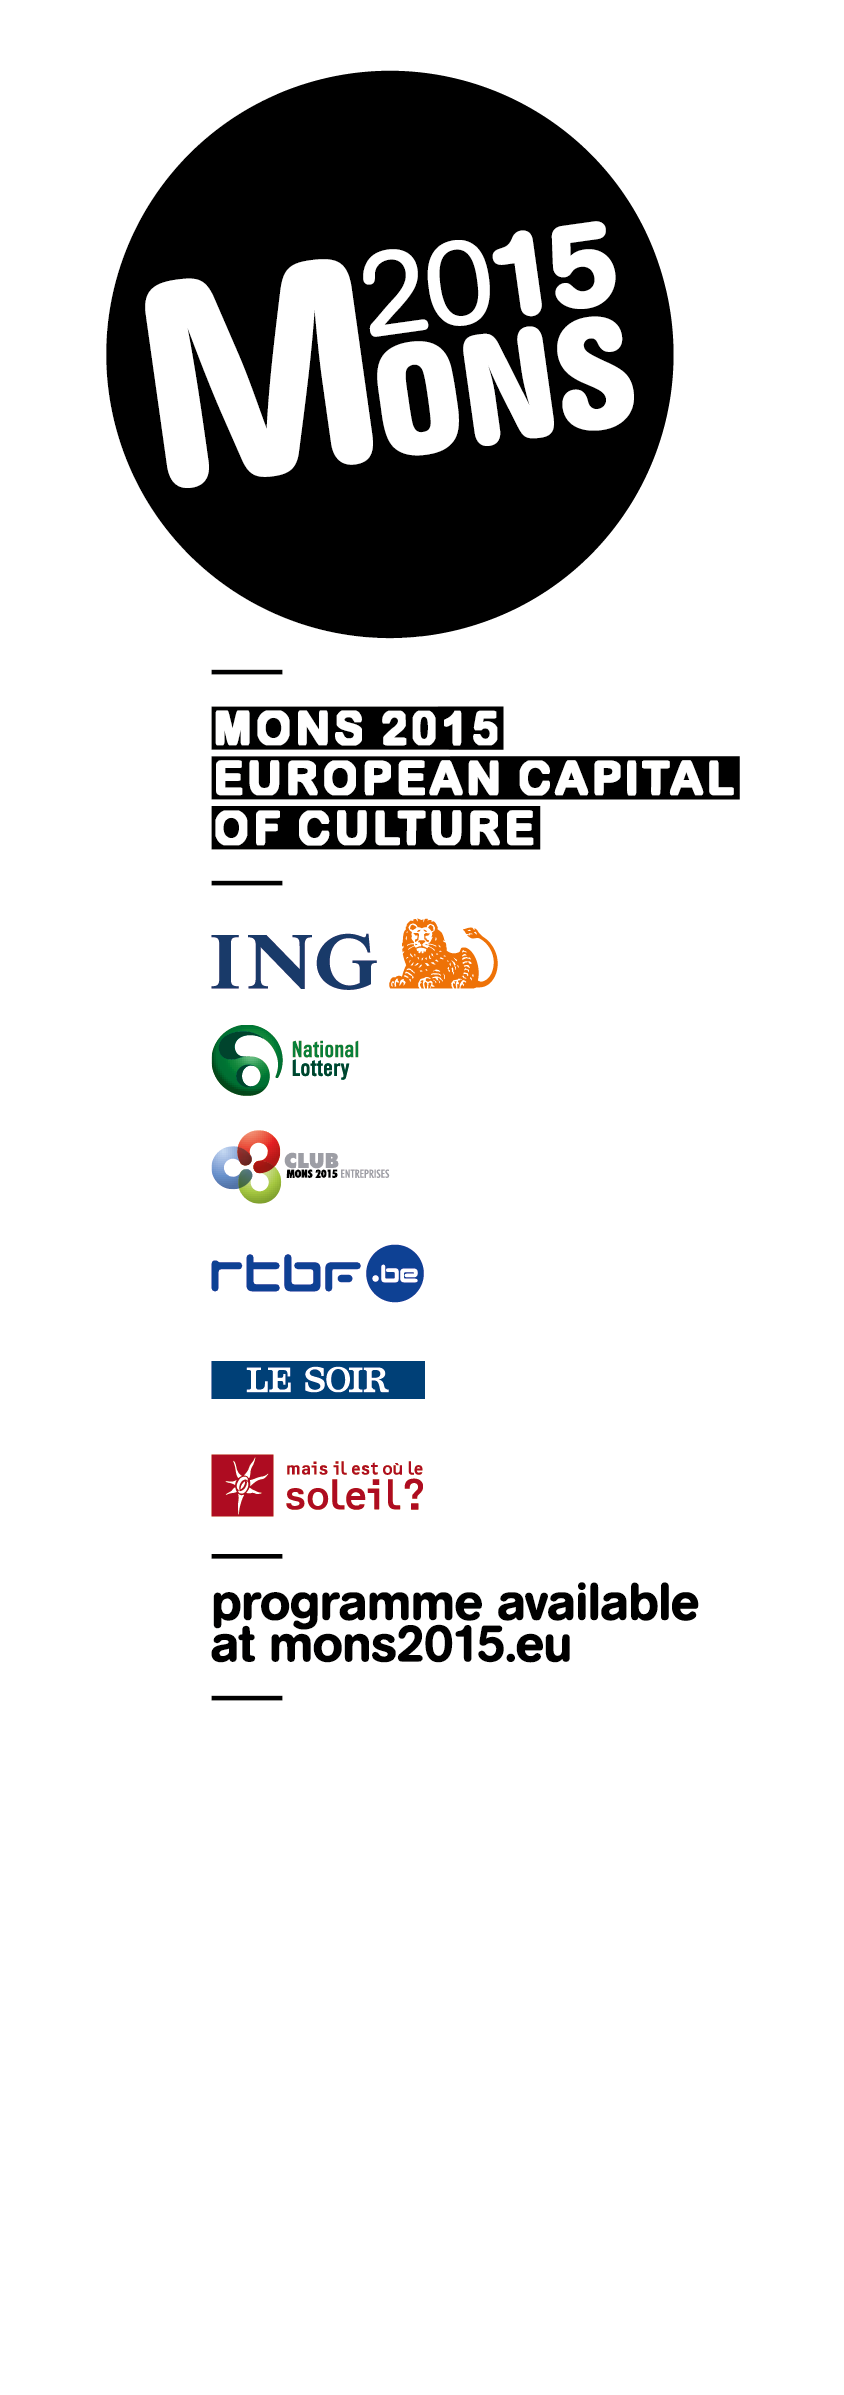 2015
MONS
MONS 2015
EUROPEAN CAPITAL
OF CULTURE
ING
National
Lottery
CLUB
MONS 2015 ENTREPRISES
rtbf.be
LE SOIR
mais il est où le
soleil?
programme available
at mons2015.eu